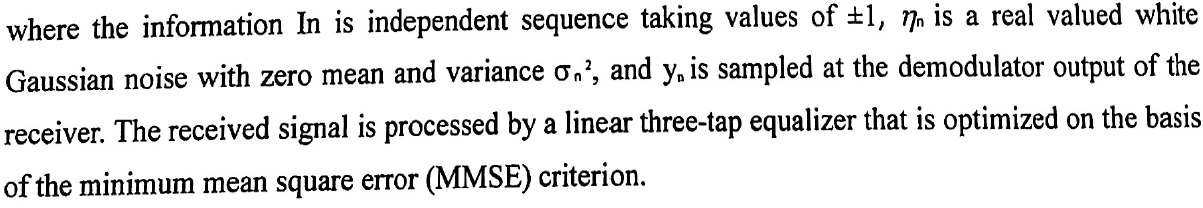 where the information In is independent sequence taking values of ±1, ηₙ is a real valued white
Gaussian noise with zero mean and variance σₙ², and yₙ is sampled at the demodulator output of the
receiver. The received signal is processed by a linear three-tap equalizer that is optimized on the basis
of the minimum mean square error (MMSE) criterion.